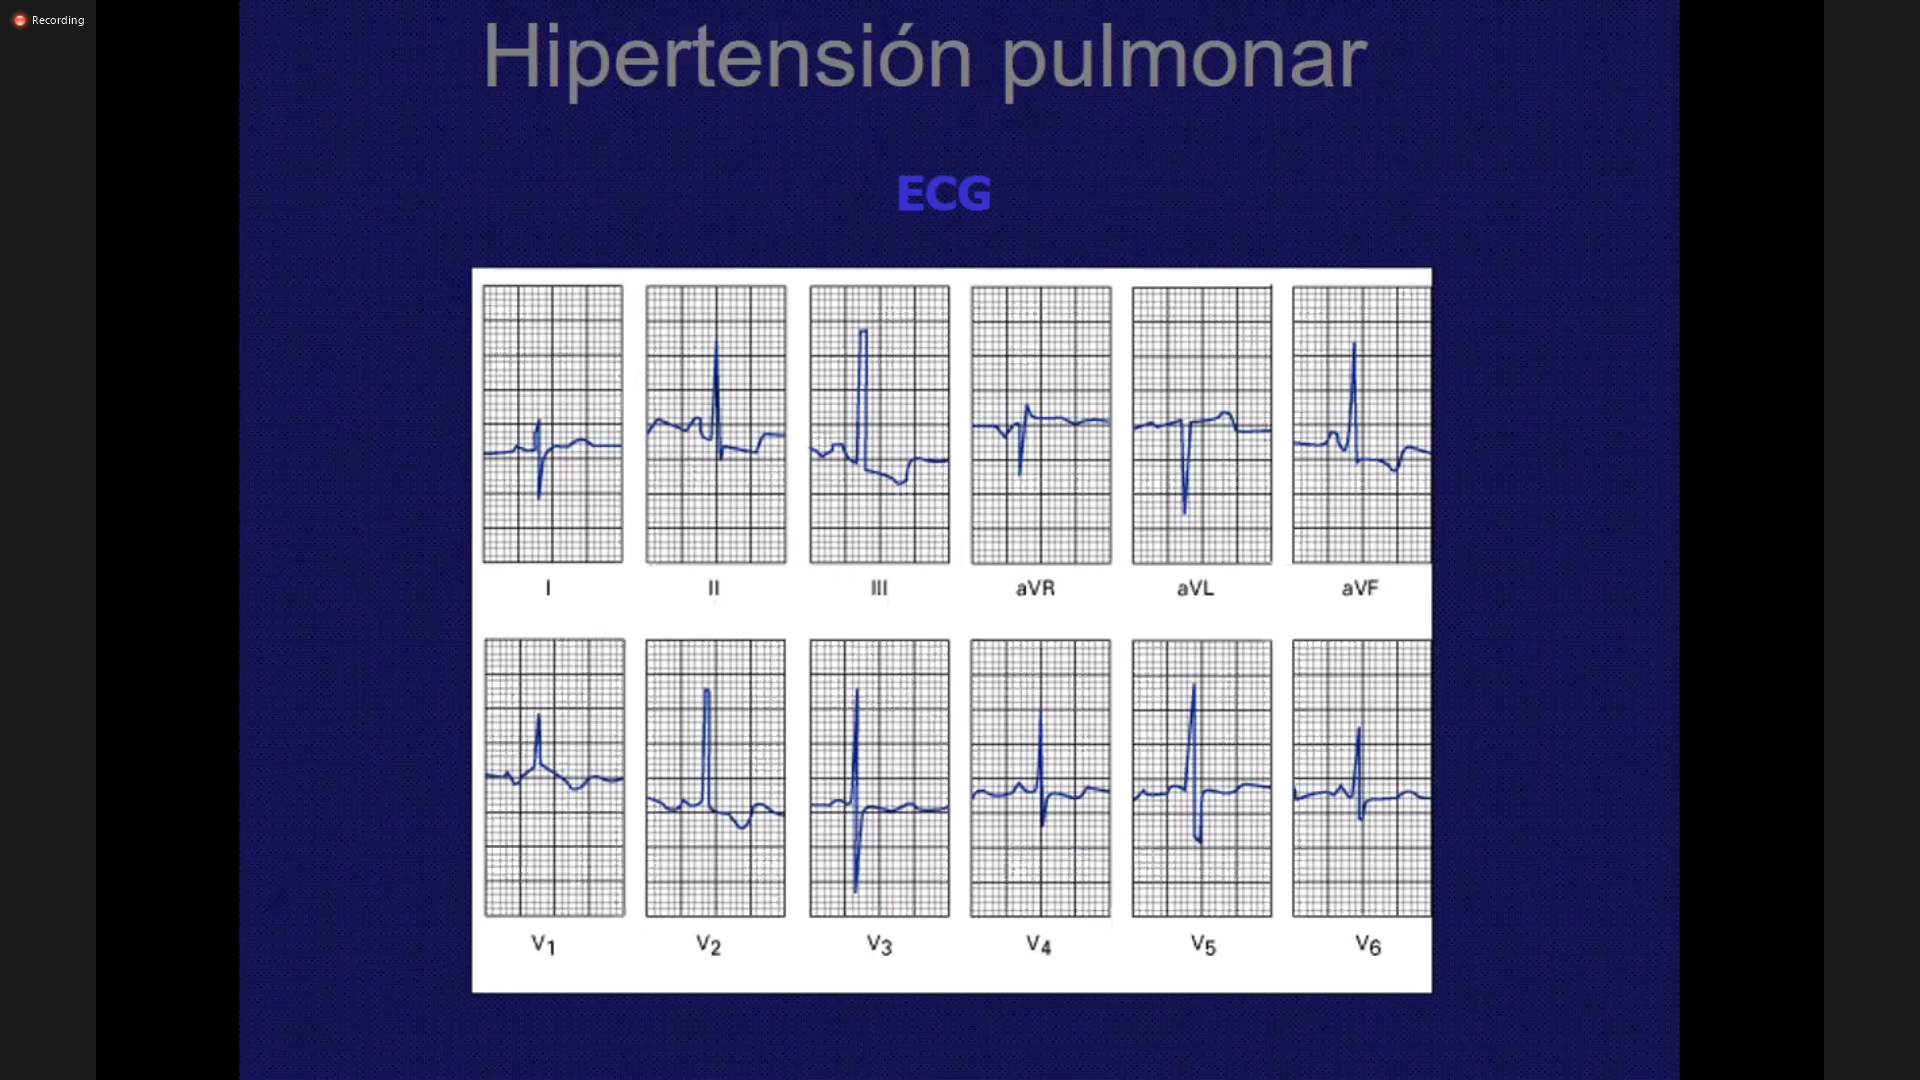 Recording
Hipertensión pulmonar
ECG
I II III aVR aVL aVF
V1 V2 V3 V4 V5 V6